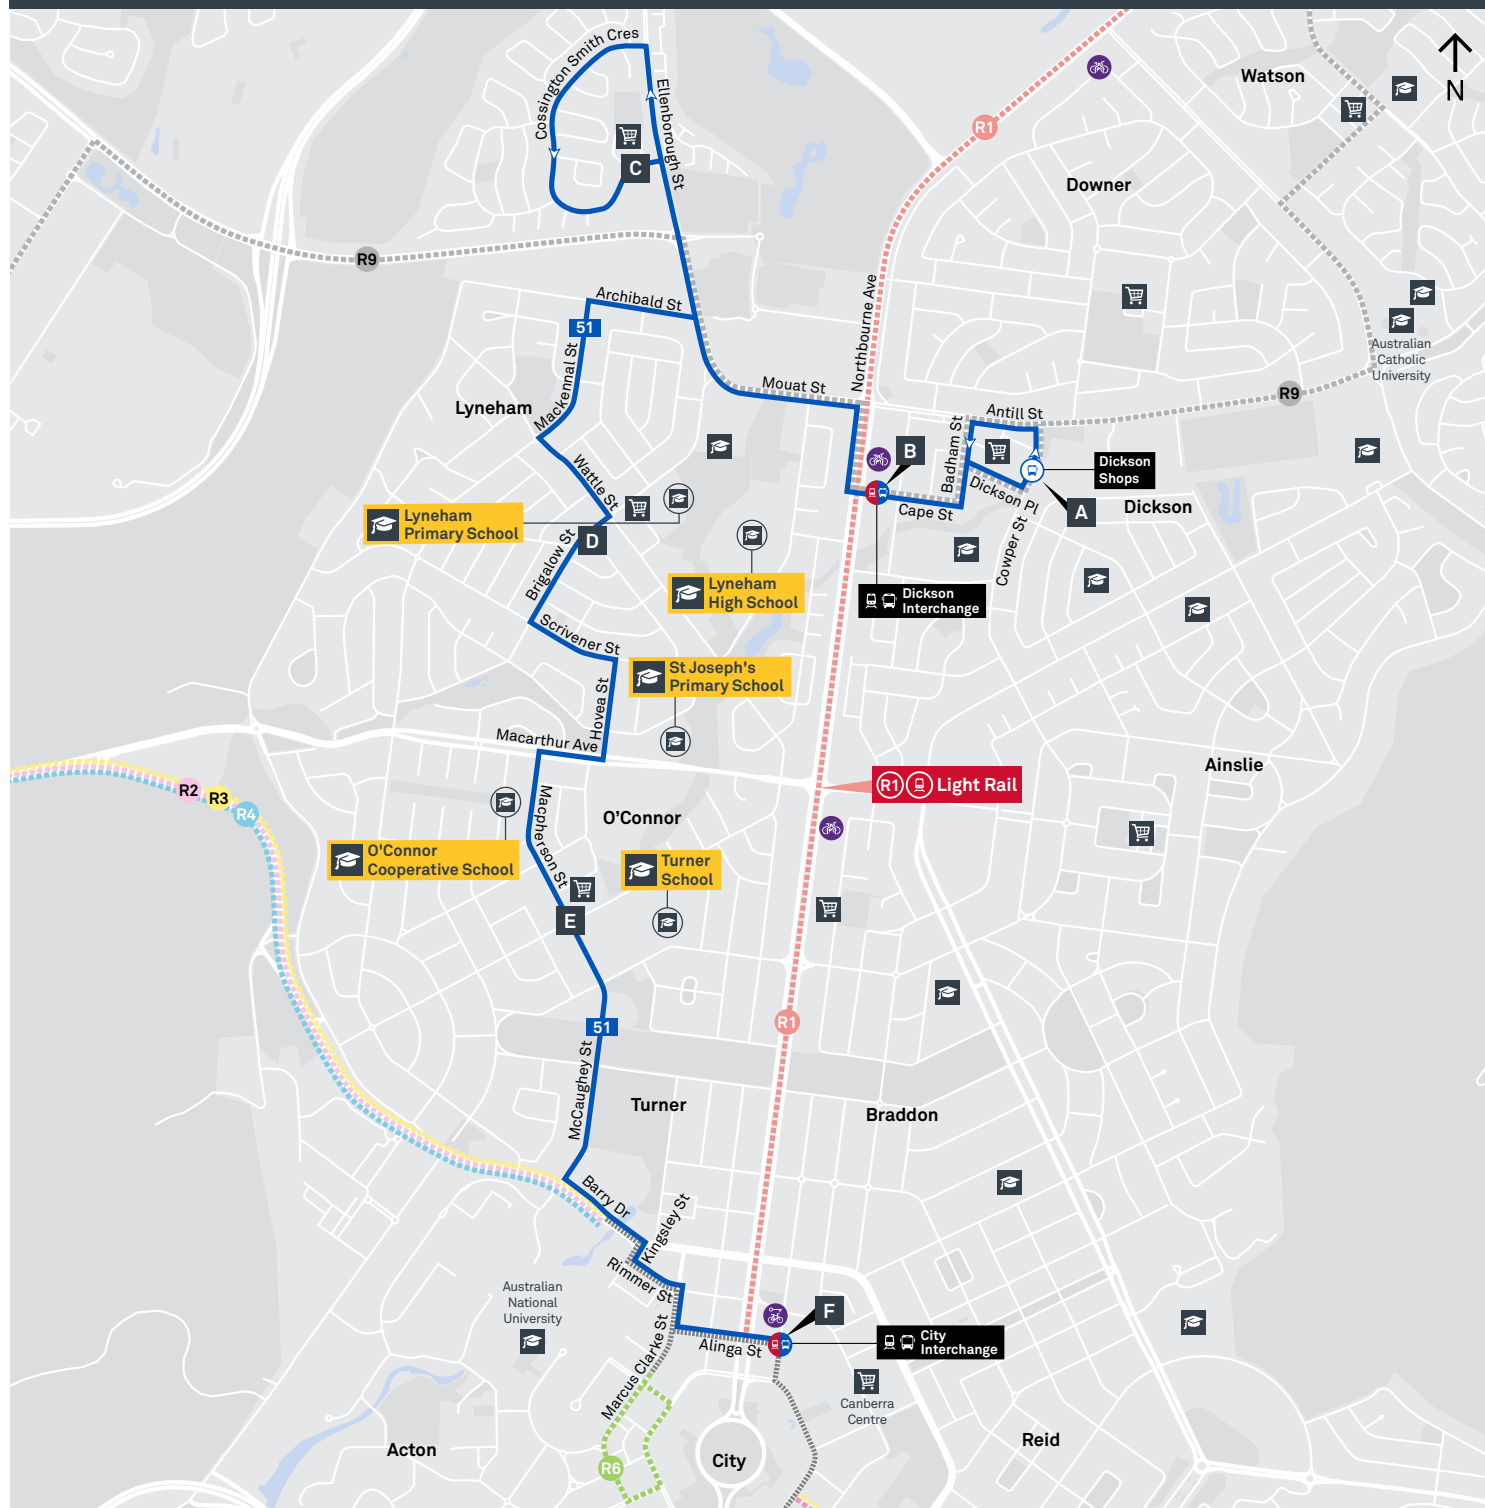 Cossington Smith Cres
Ellenborough St
Watson
N
R1
C
Downer
R9
Archibald St
51
Northbourne Ave
Mackennal St
Mouat St
Australian
Catholic
University
R9
Lyneham
Antill St
Badham St
B
Dickson
Shops
Wattle St
Dickson Pl
A
Dickson
Cape St
Cowper St
Lyneham
Primary School
D
Brigalow St
Lyneham
High School
Dickson
Interchange
Scrivener St
St Joseph's
Primary School
Hovea St
Macarthur Ave
R2
R3
R4
R1
Light Rail
Ainslie
Macpherson St
O'Connor
O'Connor
Cooperative School
Turner
School
E
R1
51
McCaughey St
Turner
Braddon
Barry Dr
Kingsley St
Rimmer St
Australian
National
University
F
Marcus Clarke St
Alinga St
City
Interchange
Canberra
Centre
Acton
R6
City
Reid